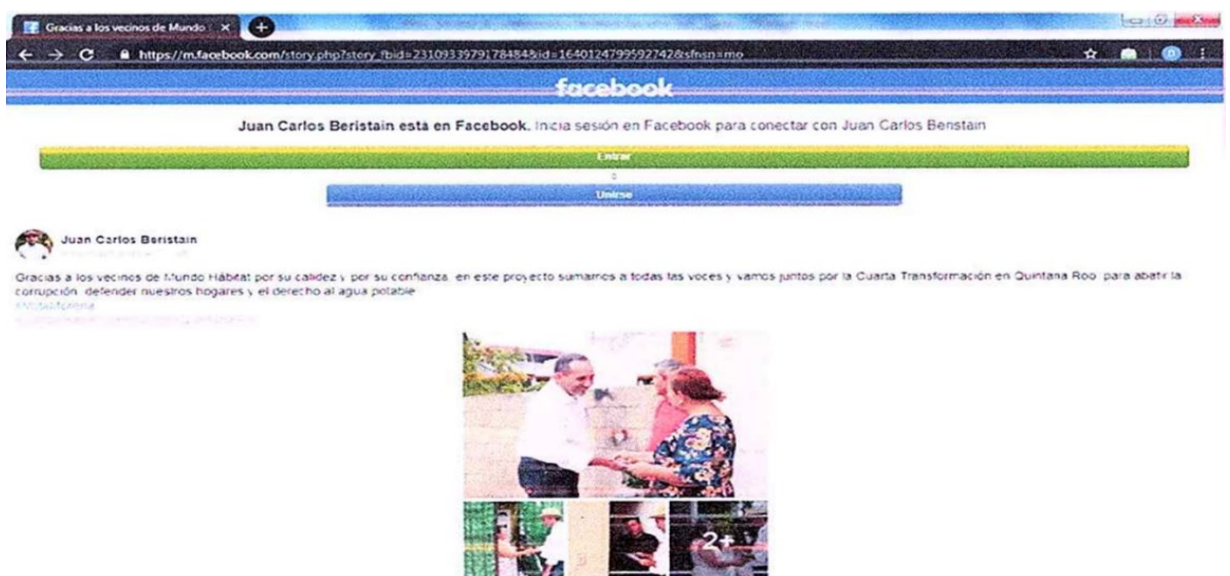 Gracias a los vecinos de Mundo
https://m.facebook.com/story.php?story_fbid=2310933979178484&id=1640124799592742&sfnsn=mo
facebook
Juan Carlos Beristain está en Facebook. Inicia sesión en Facebook para conectar con Juan Carlos Beristain
Entrar
o
Unirse
Juan Carlos Beristain
Gracias a los vecinos de Mundo Hábitat por su calidez y por su confianza, en este proyecto sumamos a todas las voces y vamos juntos por la Cuarta Transformación en Quintana Roo para abatir la
corrupción, defender nuestros hogares y el derecho al agua potable
2+